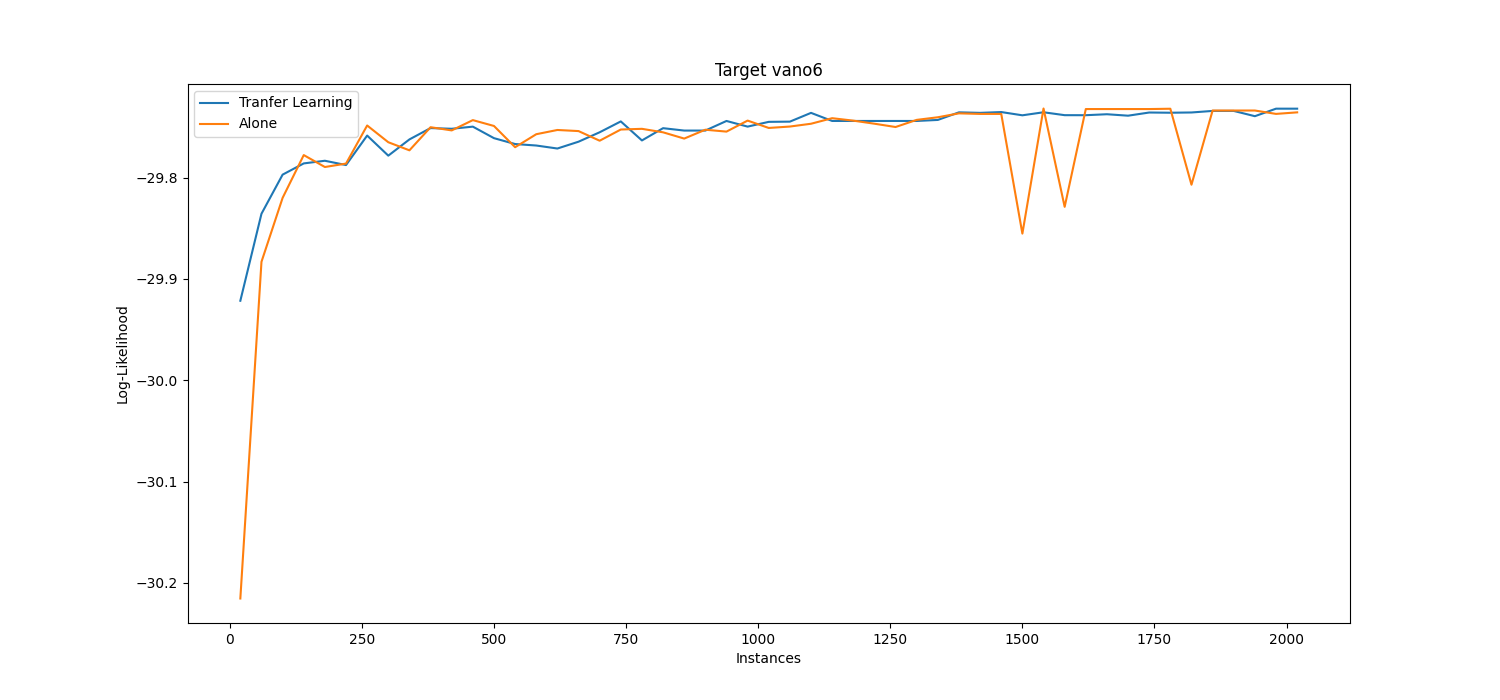 Target vano6
Tranfer Learning
Alone
−29.8
−29.9
−30.0
−30.1
−30.2
Log-Likelihood
0 250 500 750 1000 1250 1500 1750 2000
Instances